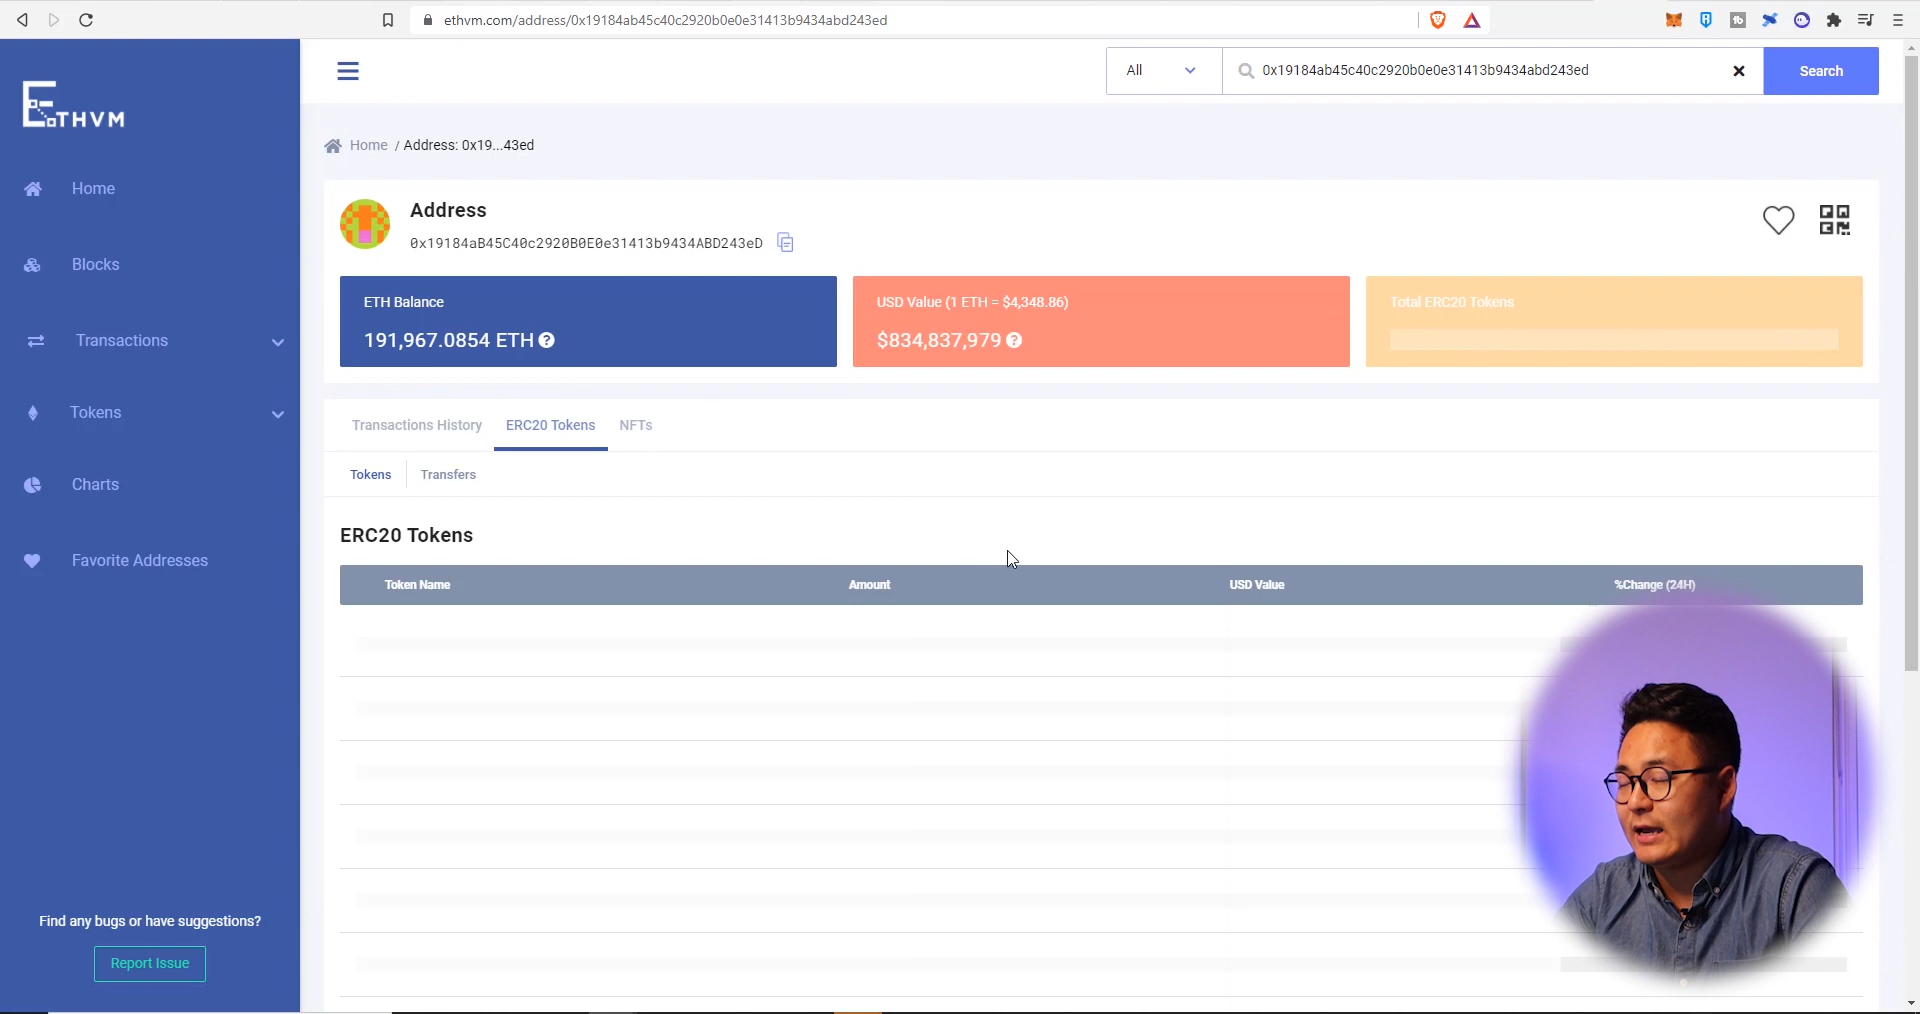 ethvm.com/address/0x19184ab45c40c2920b0e0e31413b9434abd243ed
ETHVM
All
0x19184ab45c40c2920b0e0e31413b9434abd243ed
Search
Home / Address: 0x19...43ed
Home
Blocks
Transactions
Tokens
Charts
Favorite Addresses
Find any bugs or have suggestions?
Report Issue
Address
0x19184aB45C40c2920B0E0e31413b9434ABD243eD
ETH Balance
191,967.0854 ETH
USD Value (1 ETH = $4,348.86)
$834,837,979
Total ERC20 Tokens
Transactions History ERC20 Tokens NFTs
Tokens Transfers
ERC20 Tokens
Token Name Amount USD Value %Change (24H)